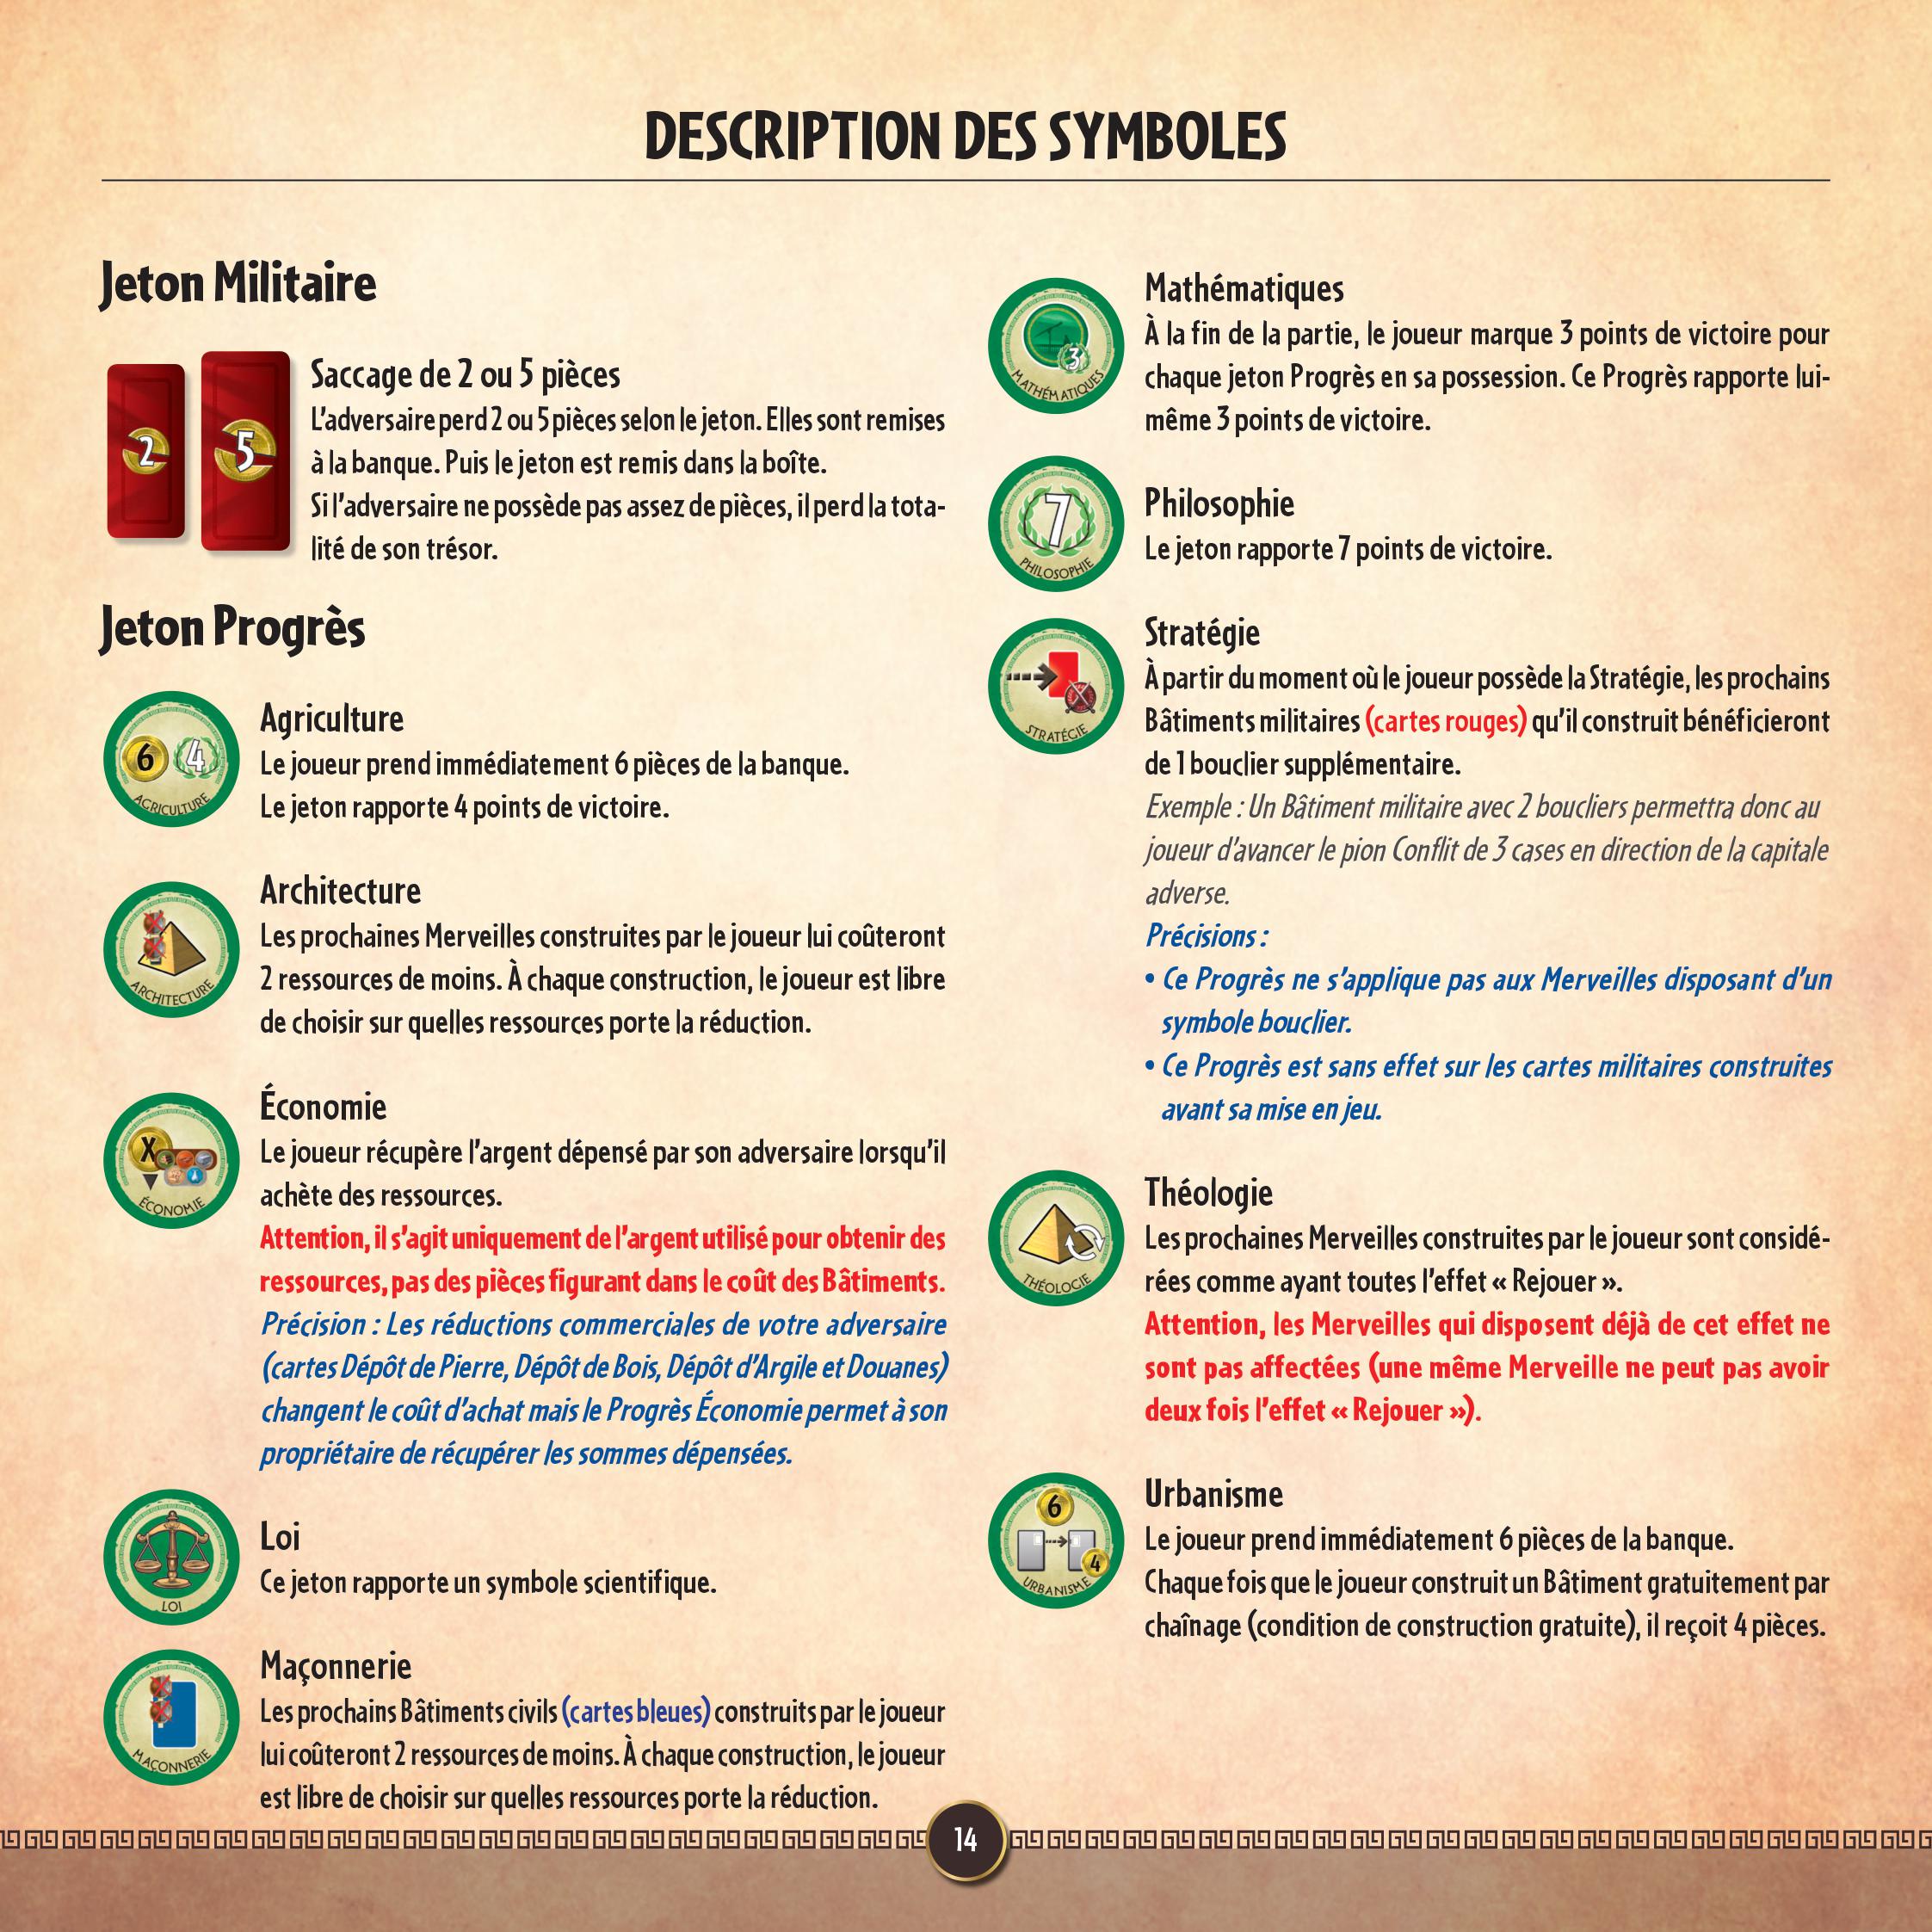 DESCRIPTION DES SYMBOLES
Jeton Militaire
2
5
Saccage de 2 ou 5 pièces
L'adversaire perd 2 ou 5 pièces selon le jeton. Elles sont remises
à la banque. Puis le jeton est remis dans la boîte.
Si l'adversaire ne possède pas assez de pièces, il perd la tota-
lité de son trésor.
Jeton Progrès
6
4
AGRICULTURE
Agriculture
Le joueur prend immédiatement 6 pièces de la banque.
Le jeton rapporte 4 points de victoire.
ARCHITECTURE
Architecture
Les prochaines Merveilles construites par le joueur lui coûteront
2 ressources de moins. À chaque construction, le joueur est libre
de choisir sur quelles ressources porte la réduction.
X
ÉCONOMIE
Économie
Le joueur récupère l'argent dépensé par son adversaire lorsqu'il
achète des ressources.
Attention, il s'agit uniquement de l'argent utilisé pour obtenir des
ressources, pas des pièces figurant dans le coût des Bâtiments.
Précision : Les réductions commerciales de votre adversaire
(cartes Dépôt de Pierre, Dépôt de Bois, Dépôt d'Argile et Douanes)
changent le coût d'achat mais le Progrès Économie permet à son
propriétaire de récupérer les sommes dépensées.
LOI
Loi
Ce jeton rapporte un symbole scientifique.
MAÇONNERIE
Maçonnerie
Les prochains Bâtiments civils (cartes bleues) construits par le joueur
lui coûteront 2 ressources de moins. À chaque construction, le joueur
est libre de choisir sur quelles ressources porte la réduction.
3
MATHÉMATIQUES
Mathématiques
À la fin de la partie, le joueur marque 3 points de victoire pour
chaque jeton Progrès en sa possession. Ce Progrès rapporte lui-
même 3 points de victoire.
7
PHILOSOPHIE
Philosophie
Le jeton rapporte 7 points de victoire.
STRATÉGIE
Stratégie
À partir du moment où le joueur possède la Stratégie, les prochains
Bâtiments militaires (cartes rouges) qu'il construit bénéficieront
de 1 bouclier supplémentaire.
Exemple : Un Bâtiment militaire avec 2 boucliers permettra donc au
joueur d'avancer le pion Conflit de 3 cases en direction de la capitale
adverse.
Précisions :
• Ce Progrès ne s'applique pas aux Merveilles disposant d'un
symbole bouclier.
• Ce Progrès est sans effet sur les cartes militaires construites
avant sa mise en jeu.
THÉOLOGIE
Théologie
Les prochaines Merveilles construites par le joueur sont considé-
rées comme ayant toutes l'effet « Rejouer ».
Attention, les Merveilles qui disposent déjà de cet effet ne
sont pas affectées (une même Merveille ne peut pas avoir
deux fois l'effet « Rejouer »).
6
4
URBANISME
Urbanisme
Le joueur prend immédiatement 6 pièces de la banque.
Chaque fois que le joueur construit un Bâtiment gratuitement par
chaînage (condition de construction gratuite), il reçoit 4 pièces.
14